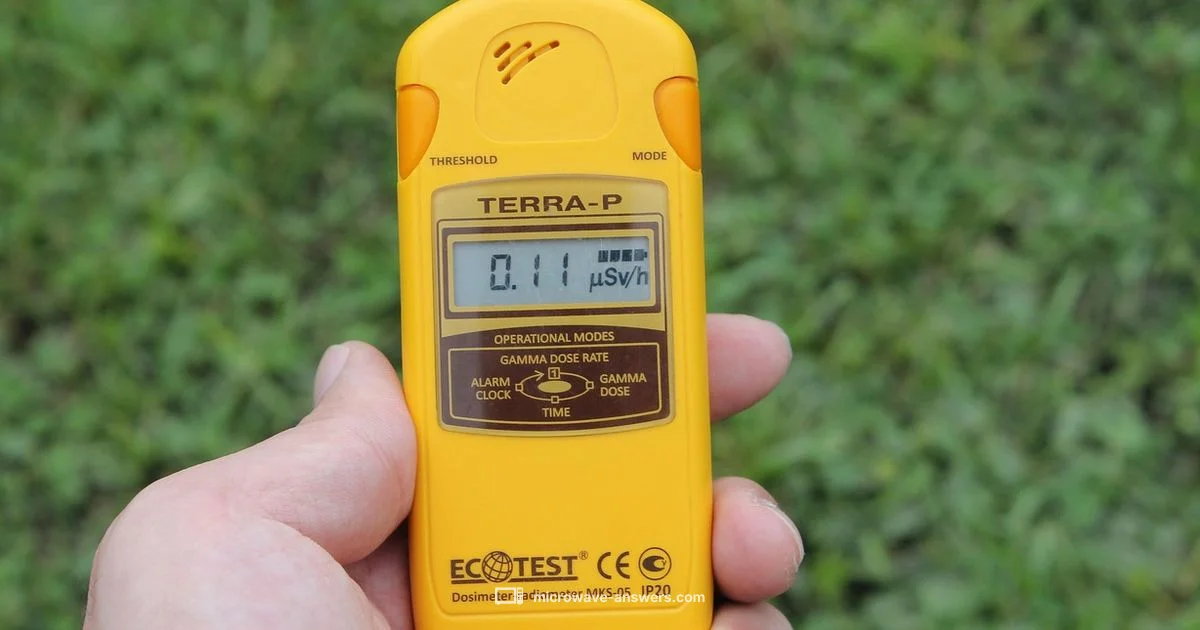 THRESHOLD MODE
TERRA-P
0.11 μSv/h
OPERATIONAL MODES
GAMMA DOSE RATE
1
ALARM CLOCK
GAMMA DOSE
TIME
ECOTEST® CE
Dosimeter-Radiometer MKS-05 IP20
microwave-answers.com